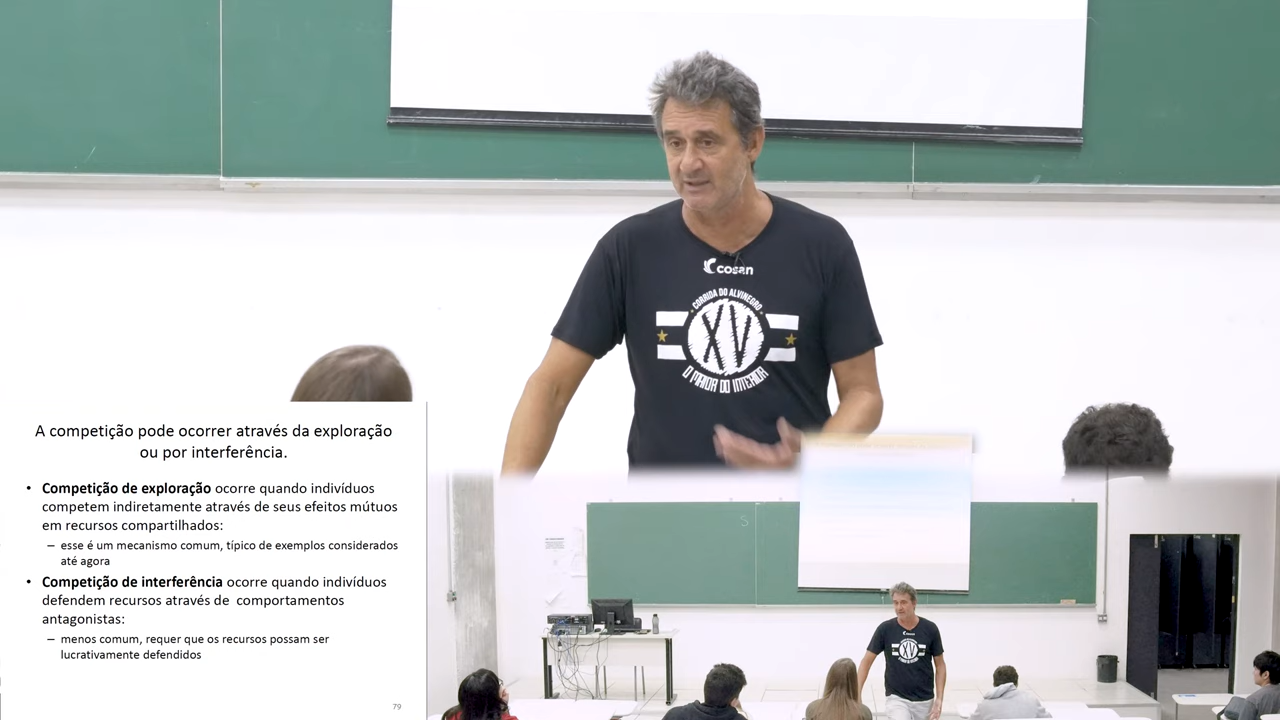 cosan
CORRIDA DO ALVINEGRO
XV
O MAIOR DO INTERIOR
A competição pode ocorrer através da exploração
ou por interferência.
• Competição de exploração ocorre quando indivíduos
competem indiretamente através de seus efeitos mútuos
em recursos compartilhados:
– esse é um mecanismo comum, típico de exemplos considerados
até agora
• Competição de interferência ocorre quando indivíduos
defendem recursos através de comportamentos
antagonistas:
– menos comum, requer que os recursos possam ser
lucrativamente defendidos
79
cosan
XV